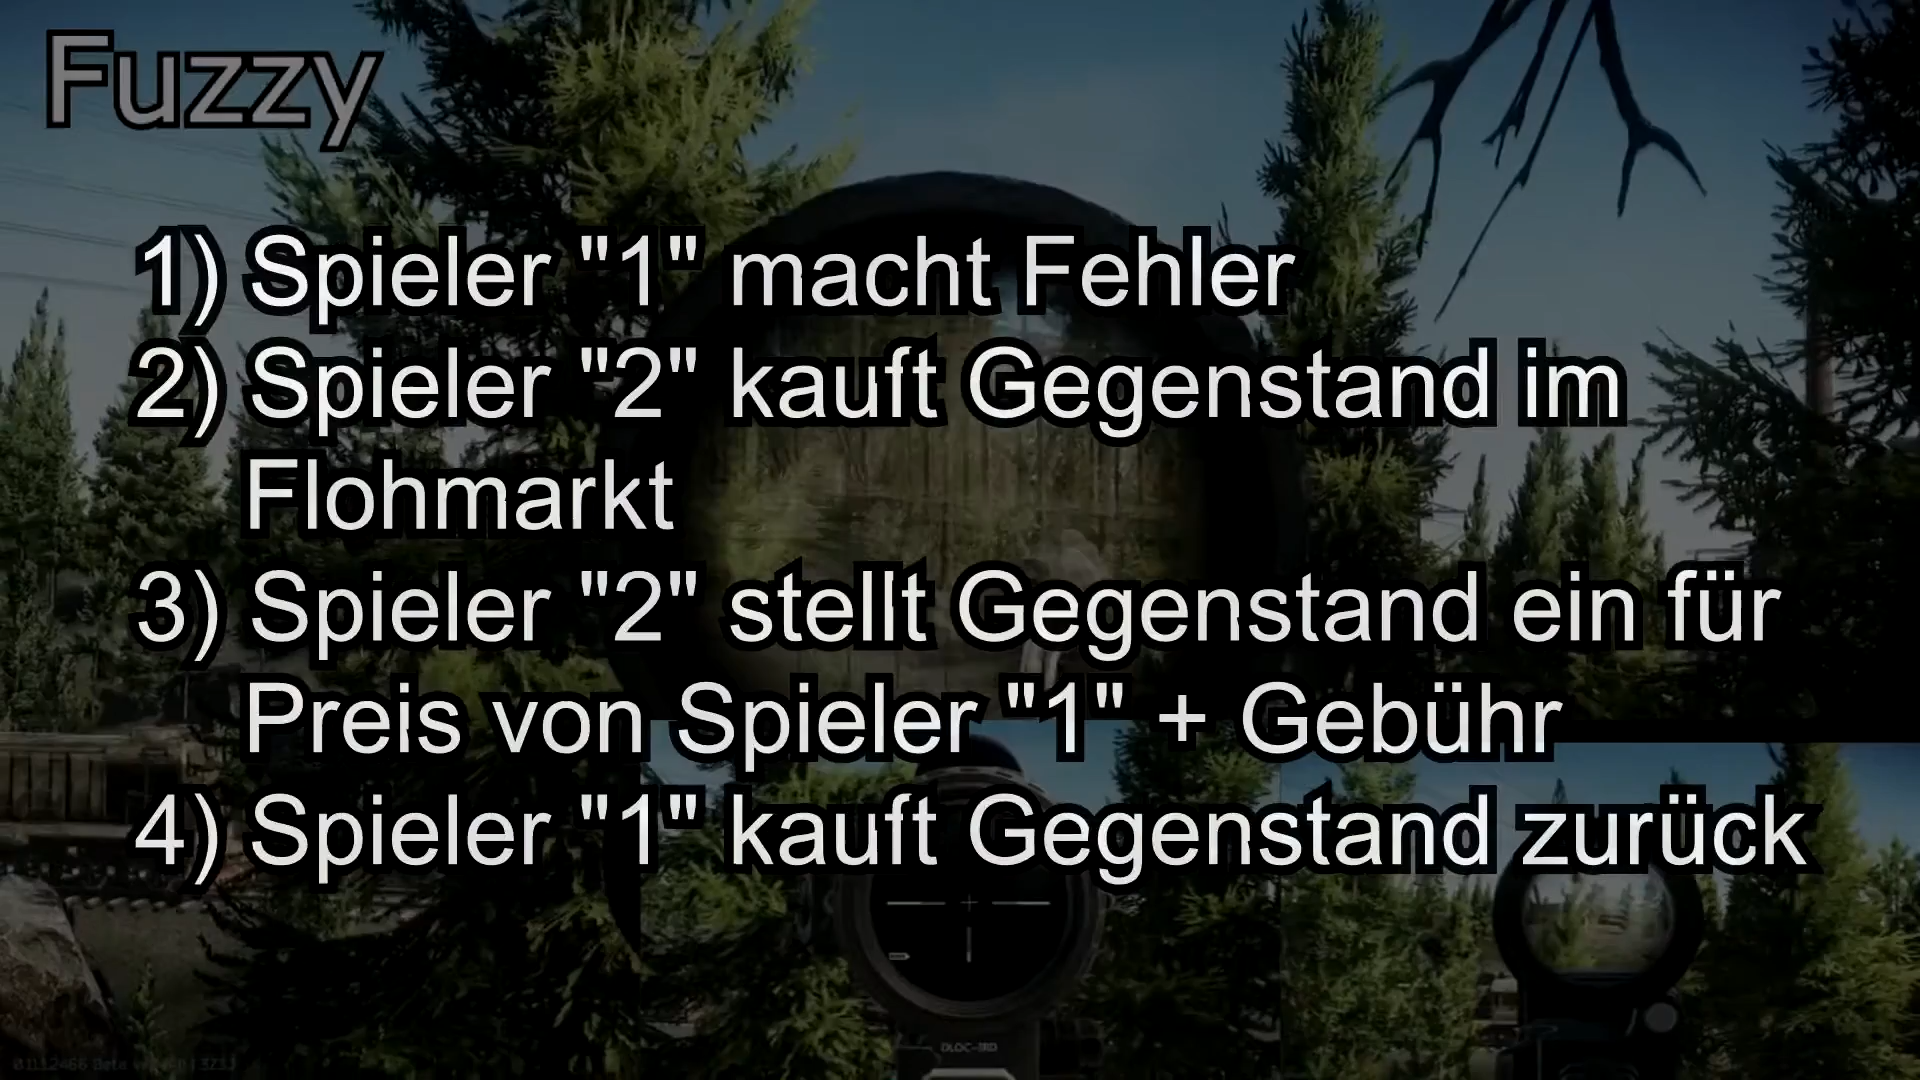 Fuzzy
1) Spieler "1" macht Fehler
2) Spieler "2" kauft Gegenstand im
Flohmarkt
3) Spieler "2" stellt Gegenstand ein für
Preis von Spieler "1" + Gebühr
4) Spieler "1" kauft Gegenstand zurück